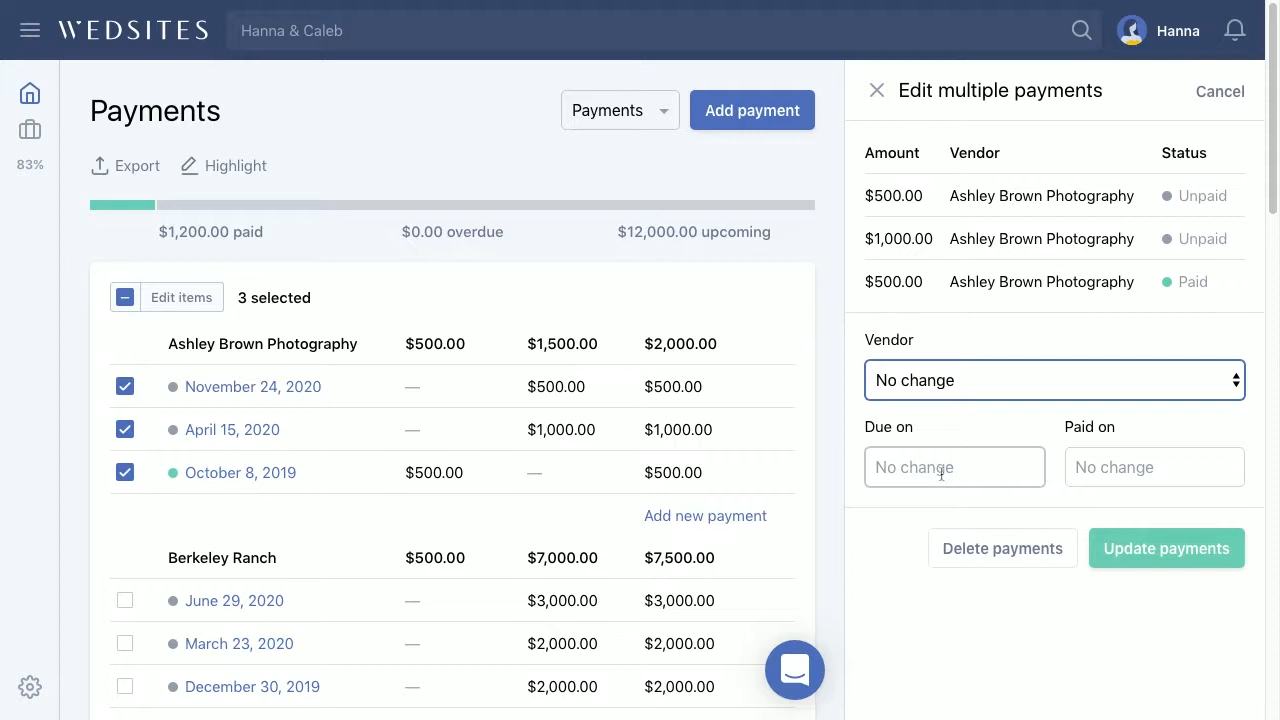 WEDSITES
Hanna & Caleb
Hanna
83%
Payments
Payments
Add payment
Export
Highlight
$1,200.00 paid $0.00 overdue $12,000.00 upcoming
Edit items 3 selected
Ashley Brown Photography $500.00 $1,500.00 $2,000.00
November 24, 2020 — $500.00 $500.00
April 15, 2020 — $1,000.00 $1,000.00
October 8, 2019 $500.00 — $500.00
Add new payment
Berkeley Ranch $500.00 $7,000.00 $7,500.00
June 29, 2020 — $3,000.00 $3,000.00
March 23, 2020 — $2,000.00 $2,000.00
December 30, 2019 — $2,000.00 $2,000.00
Edit multiple payments
Cancel
Amount Vendor Status
$500.00 Ashley Brown Photography Unpaid
$1,000.00 Ashley Brown Photography Unpaid
$500.00 Ashley Brown Photography Paid
Vendor
No change
Due on Paid on
No change No change
Delete payments Update payments